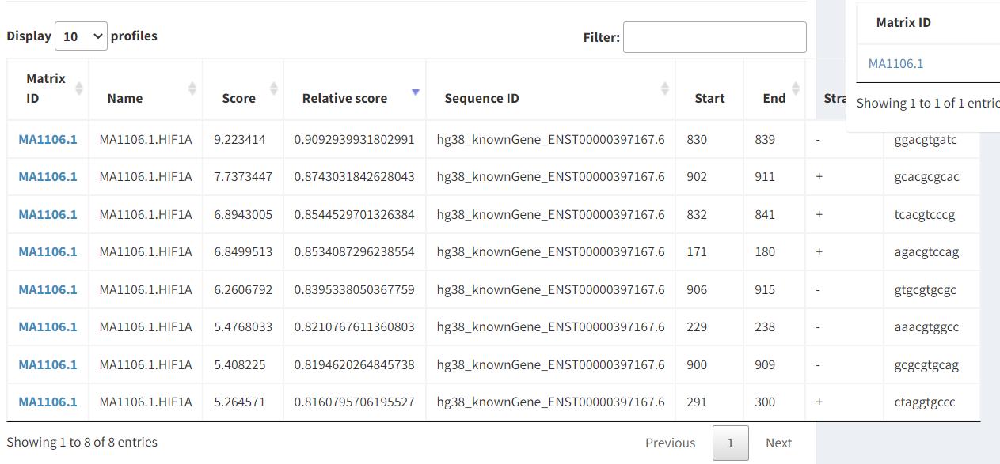 Matrix ID
Display 10 profiles
Filter:
MA1106.1
Matrix ID Name Score Relative score Sequence ID Start End Stra
Showing 1 to 1 of 1 entrie
MA1106.1 MA1106.1.HIF1A 9.223414 0.9092939931802991 hg38_knownGene_ENST00000397167.6 830 839 - ggacgtgatc
MA1106.1 MA1106.1.HIF1A 7.7373447 0.8743031842628043 hg38_knownGene_ENST00000397167.6 902 911 + gcacgcgcac
MA1106.1 MA1106.1.HIF1A 6.8943005 0.8544529701326384 hg38_knownGene_ENST00000397167.6 832 841 + tcacgtcccg
MA1106.1 MA1106.1.HIF1A 6.8499513 0.8534087296238554 hg38_knownGene_ENST00000397167.6 171 180 + agacgtccag
MA1106.1 MA1106.1.HIF1A 6.2606792 0.8395338050367759 hg38_knownGene_ENST00000397167.6 906 915 - gtgcgtgcgc
MA1106.1 MA1106.1.HIF1A 5.4768033 0.8210767611360803 hg38_knownGene_ENST00000397167.6 229 238 - aaacgtggcc
MA1106.1 MA1106.1.HIF1A 5.408225 0.8194620264845738 hg38_knownGene_ENST00000397167.6 900 909 - gcgcgtgcag
MA1106.1 MA1106.1.HIF1A 5.264571 0.8160795706195527 hg38_knownGene_ENST00000397167.6 291 300 + ctaggtgccc
Showing 1 to 8 of 8 entries
Previous 1 Next